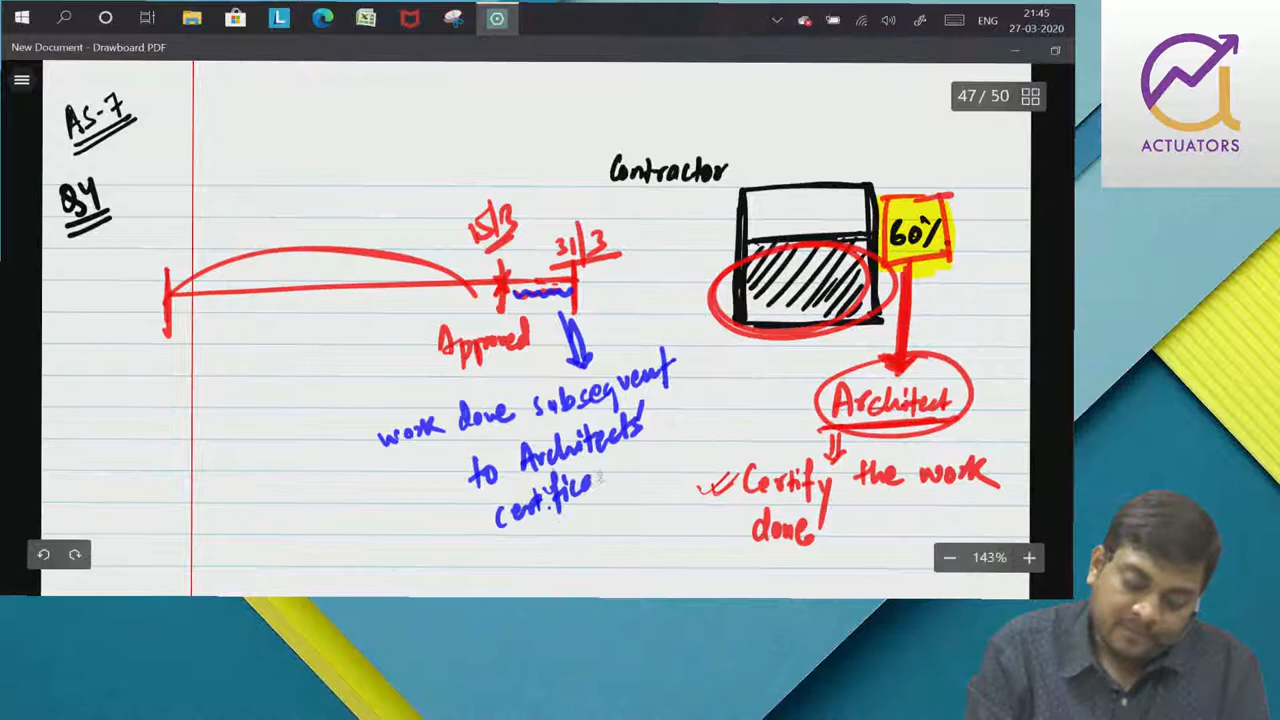 21:45
ENG
27-03-2020
New Document - Drawboard PDF
47 / 50
ACTUATORS
AS-7
Q4
Contractor
60%
15/3
31/3
Approved
Architect
work done subsequent
to Architects
certifica
Certify the work
done
143%